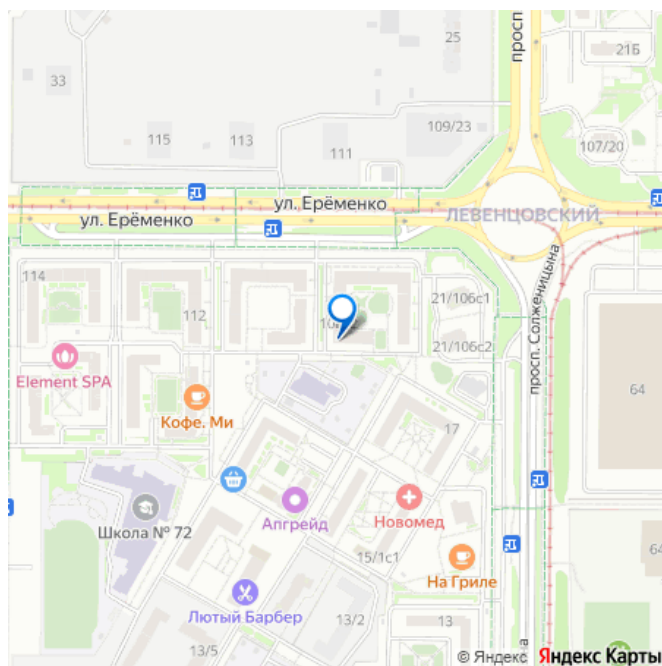 просп.
25
21Б
33
115
113
111
109/23
107/20
ул. Ерёменко
ул. Ерёменко
ЛЕВЕНЦОВСКИЙ
просп. Солженицына
114
112
21/106с1
21/106с2
64
Element SPA
Кофе. Ми
17
Апгрейд
Новомед
Школа № 72
15/1с1
На Гриле
64
Лютый Барбер
13/2
13
13/5
© Яндекс Яндекс Карты